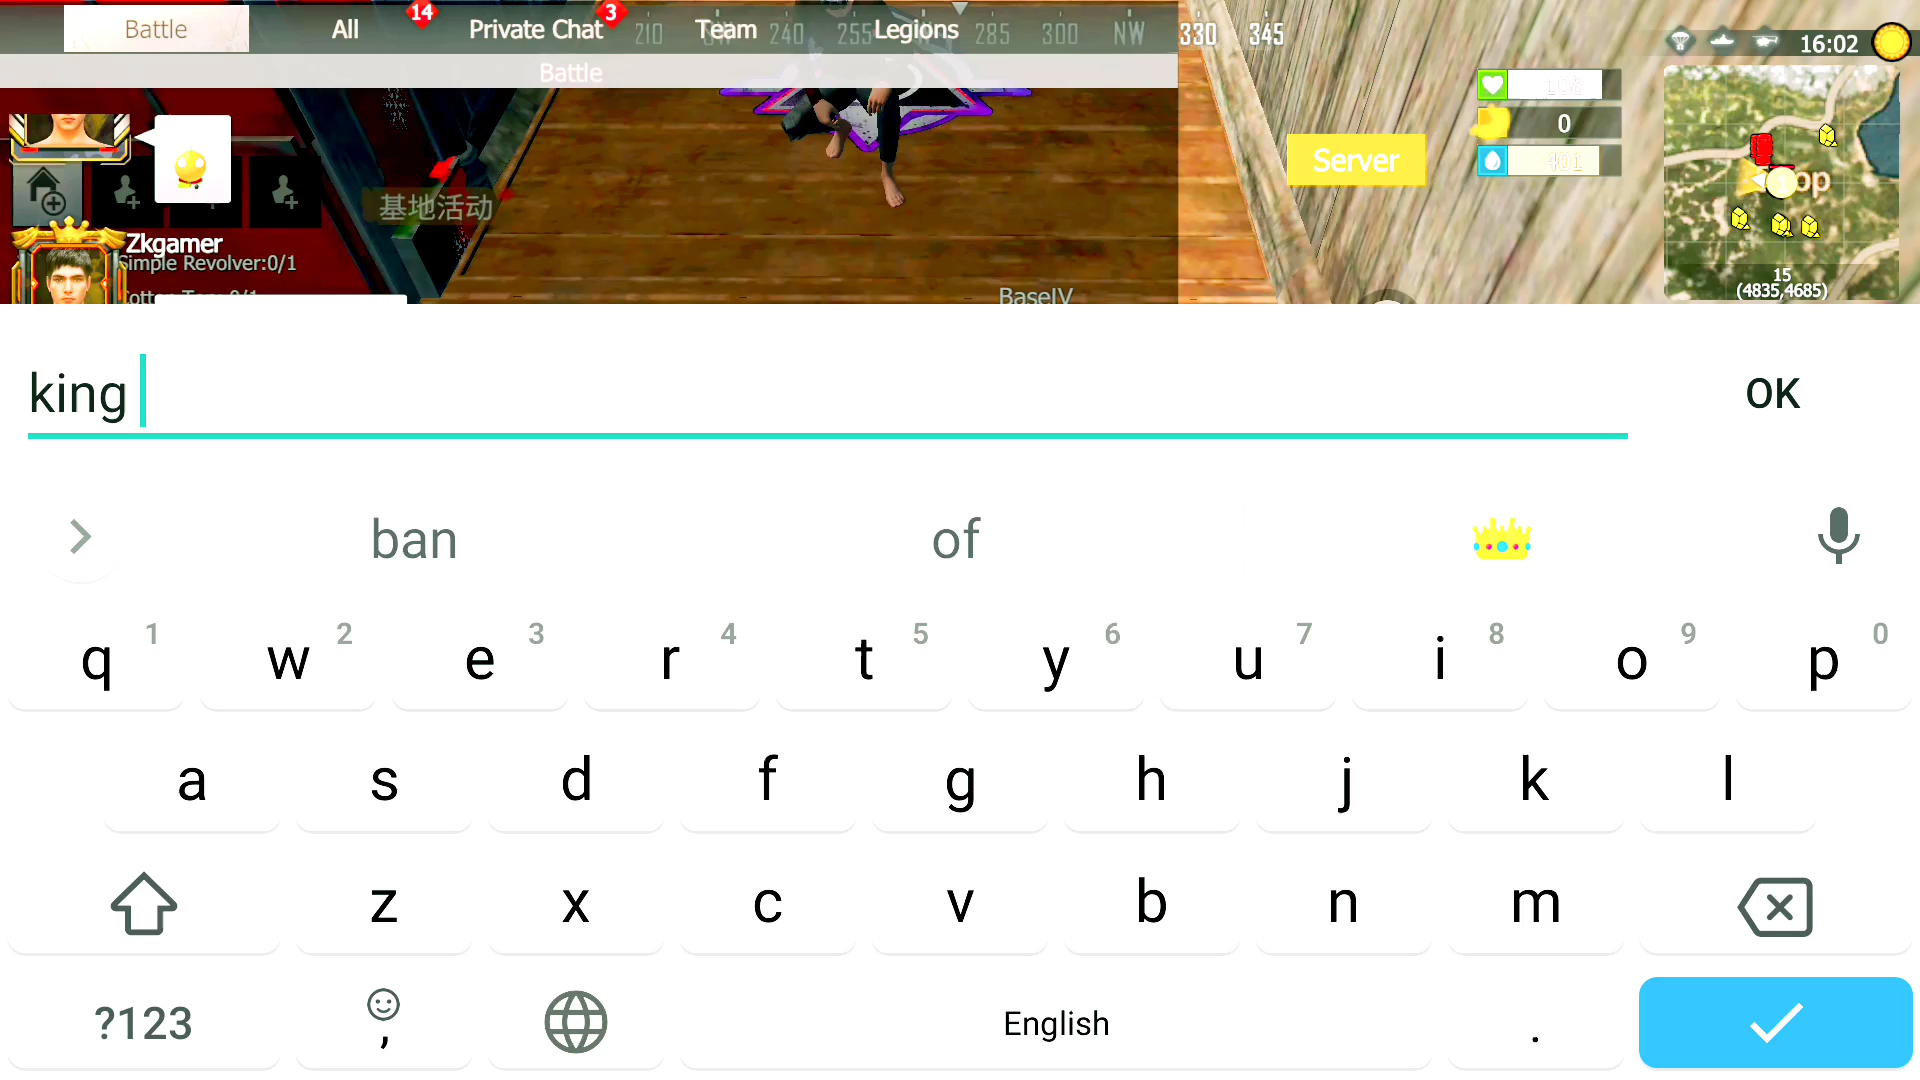 Battle All 14 Private Chat 3 Team Legions
210 240 255 285 300 NW 330 345
16:02
Battle
0
Server
401
基地活动
Zkgamer
Simple Revolver:0/1
BaseIV
15
(4835,4685)
king
OK
ban of
q 1 w 2 e 3 r 4 t 5 y 6 u 7 i 8 o 9 p 0
a s d f g h j k l
z x c v b n m
?123 , English .